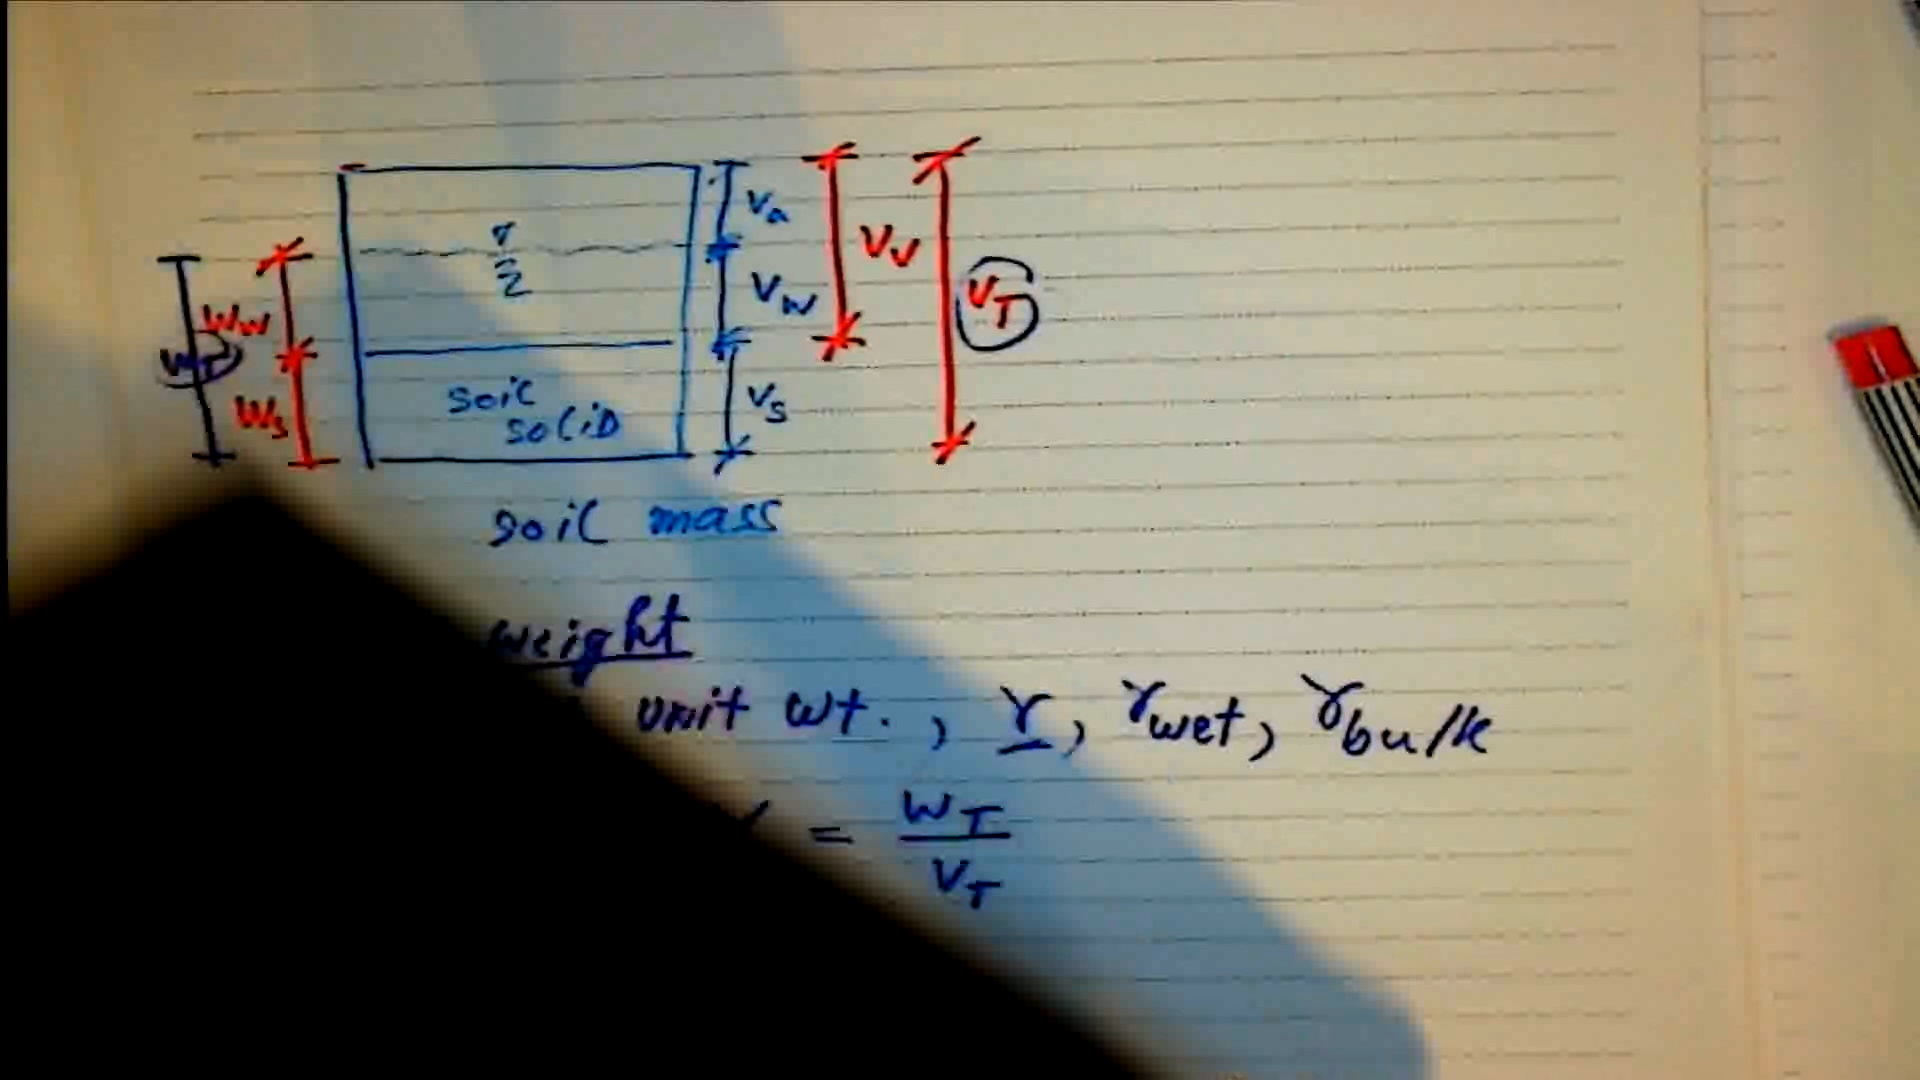 Va
Vw
Vv
VT
Ww
WT
Ws
Vs
soil
solid
soil mass
weight
unit wt., γ, γwet, γbulk
= WT
VT